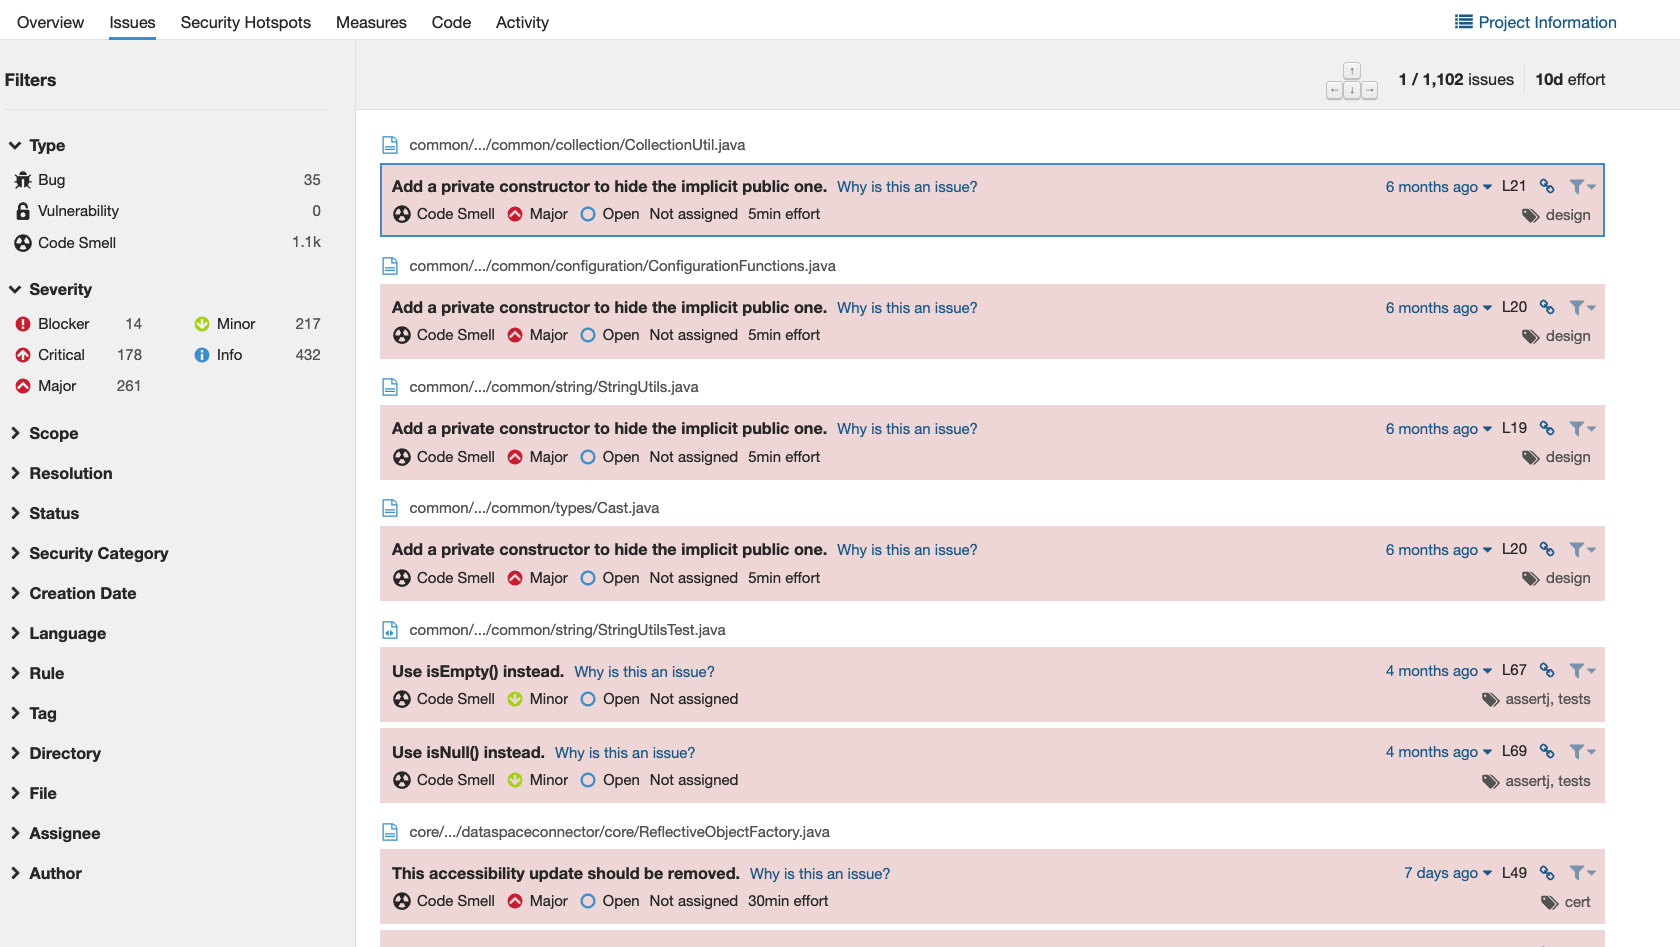 Overview Issues Security Hotspots Measures Code Activity Project Information
Filters
1 / 1,102 issues 10d effort
Type
Bug 35
Vulnerability 0
Code Smell 1.1k
Severity
Blocker 14 Minor 217
Critical 178 Info 432
Major 261
Scope
Resolution
Status
Security Category
Creation Date
Language
Rule
Tag
Directory
File
Assignee
Author
common/.../common/collection/CollectionUtil.java
Add a private constructor to hide the implicit public one. Why is this an issue? 6 months ago L21
Code Smell Major Open Not assigned 5min effort design
common/.../common/configuration/ConfigurationFunctions.java
Add a private constructor to hide the implicit public one. Why is this an issue? 6 months ago L20
Code Smell Major Open Not assigned 5min effort design
common/.../common/string/StringUtils.java
Add a private constructor to hide the implicit public one. Why is this an issue? 6 months ago L19
Code Smell Major Open Not assigned 5min effort design
common/.../common/types/Cast.java
Add a private constructor to hide the implicit public one. Why is this an issue? 6 months ago L20
Code Smell Major Open Not assigned 5min effort design
common/.../common/string/StringUtilsTest.java
Use isEmpty() instead. Why is this an issue? 4 months ago L67
Code Smell Minor Open Not assigned assertj, tests
Use isNull() instead. Why is this an issue? 4 months ago L69
Code Smell Minor Open Not assigned assertj, tests
core/.../dataspaceconnector/core/ReflectiveObjectFactory.java
This accessibility update should be removed. Why is this an issue? 7 days ago L49
Code Smell Major Open Not assigned 30min effort cert